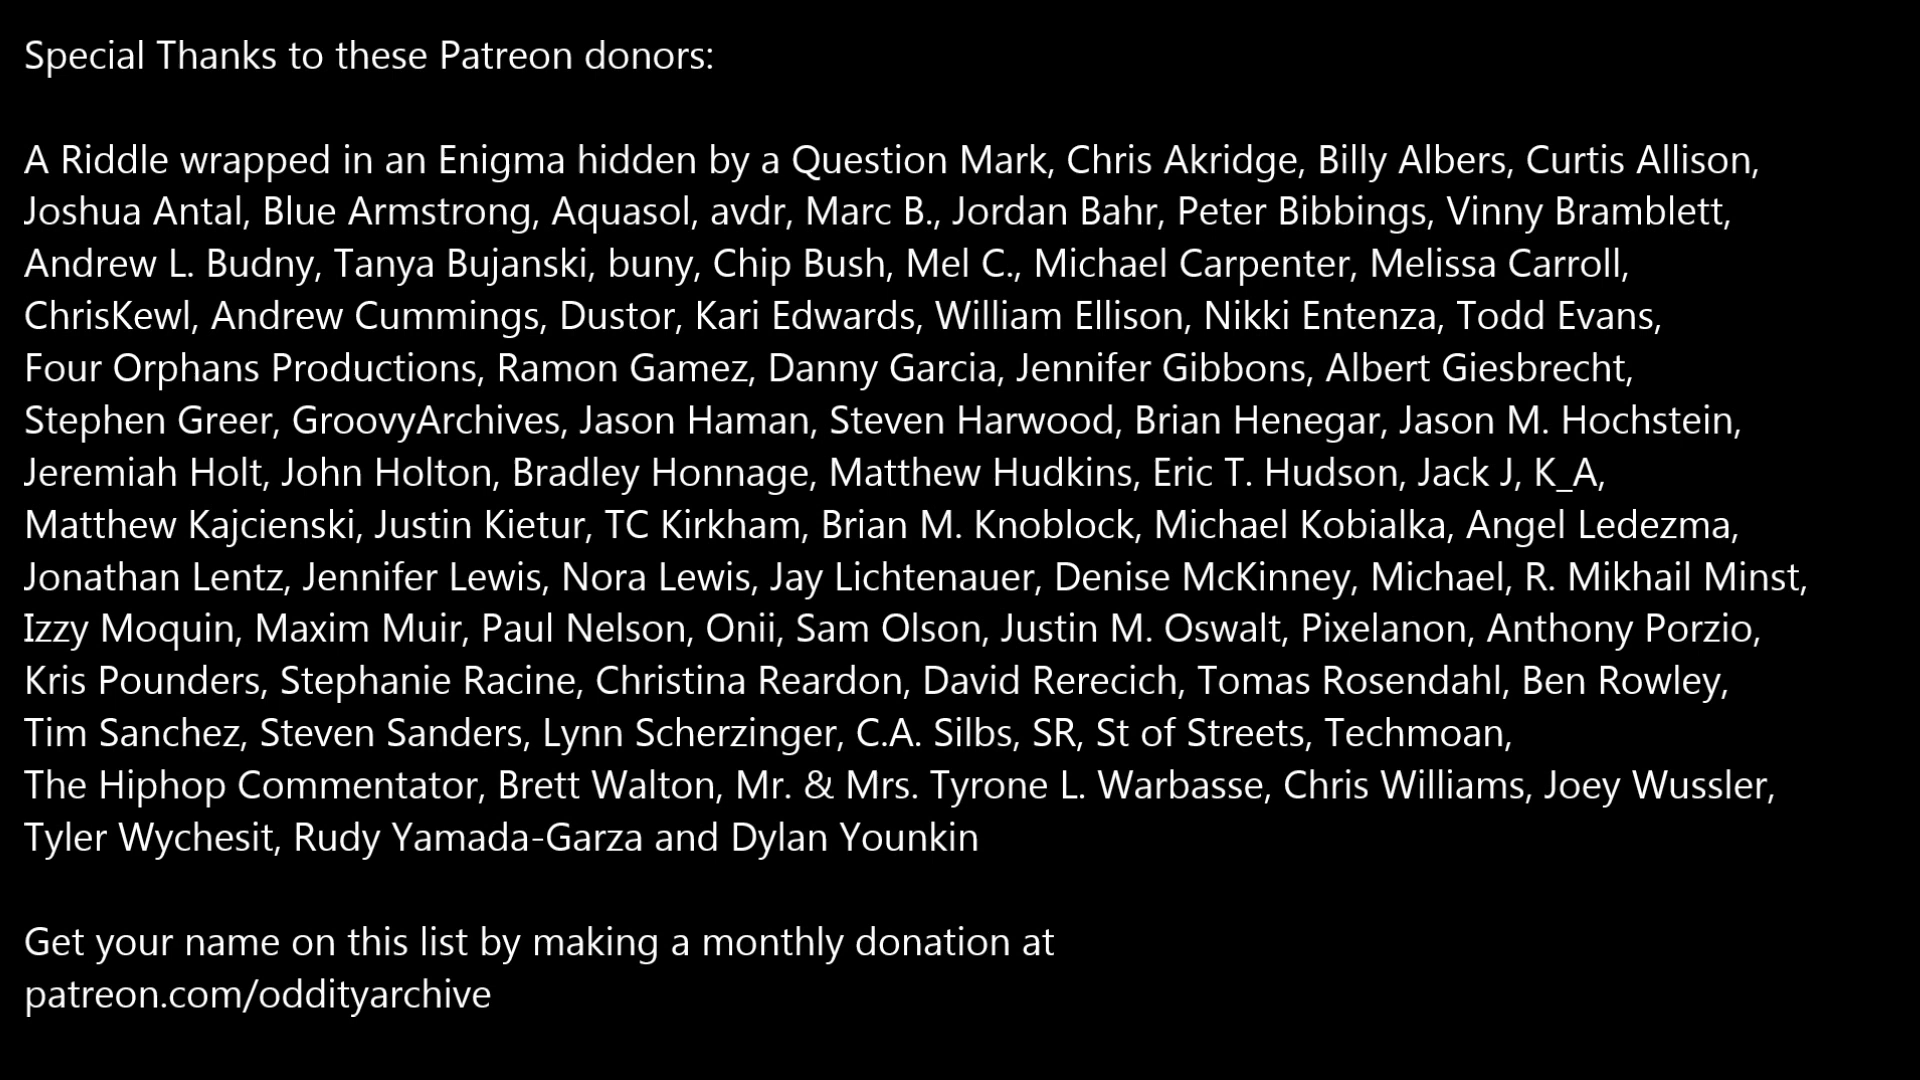 Special Thanks to these Patreon donors:
A Riddle wrapped in an Enigma hidden by a Question Mark, Chris Akridge, Billy Albers, Curtis Allison,
Joshua Antal, Blue Armstrong, Aquasol, avdr, Marc B., Jordan Bahr, Peter Bibbings, Vinny Bramblett,
Andrew L. Budny, Tanya Bujanski, buny, Chip Bush, Mel C., Michael Carpenter, Melissa Carroll,
ChrisKewl, Andrew Cummings, Dustor, Kari Edwards, William Ellison, Nikki Entenza, Todd Evans,
Four Orphans Productions, Ramon Gamez, Danny Garcia, Jennifer Gibbons, Albert Giesbrecht,
Stephen Greer, GroovyArchives, Jason Haman, Steven Harwood, Brian Henegar, Jason M. Hochstein,
Jeremiah Holt, John Holton, Bradley Honnage, Matthew Hudkins, Eric T. Hudson, Jack J, K_A,
Matthew Kajcienski, Justin Kietur, TC Kirkham, Brian M. Knoblock, Michael Kobialka, Angel Ledezma,
Jonathan Lentz, Jennifer Lewis, Nora Lewis, Jay Lichtenauer, Denise McKinney, Michael, R. Mikhail Minst,
Izzy Moquin, Maxim Muir, Paul Nelson, Onii, Sam Olson, Justin M. Oswalt, Pixelanon, Anthony Porzio,
Kris Pounders, Stephanie Racine, Christina Reardon, David Rerecich, Tomas Rosendahl, Ben Rowley,
Tim Sanchez, Steven Sanders, Lynn Scherzinger, C.A. Silbs, SR, St of Streets, Techmoan,
The Hiphop Commentator, Brett Walton, Mr. & Mrs. Tyrone L. Warbasse, Chris Williams, Joey Wussler,
Tyler Wychesit, Rudy Yamada-Garza and Dylan Younkin
Get your name on this list by making a monthly donation at
patreon.com/oddityarchive